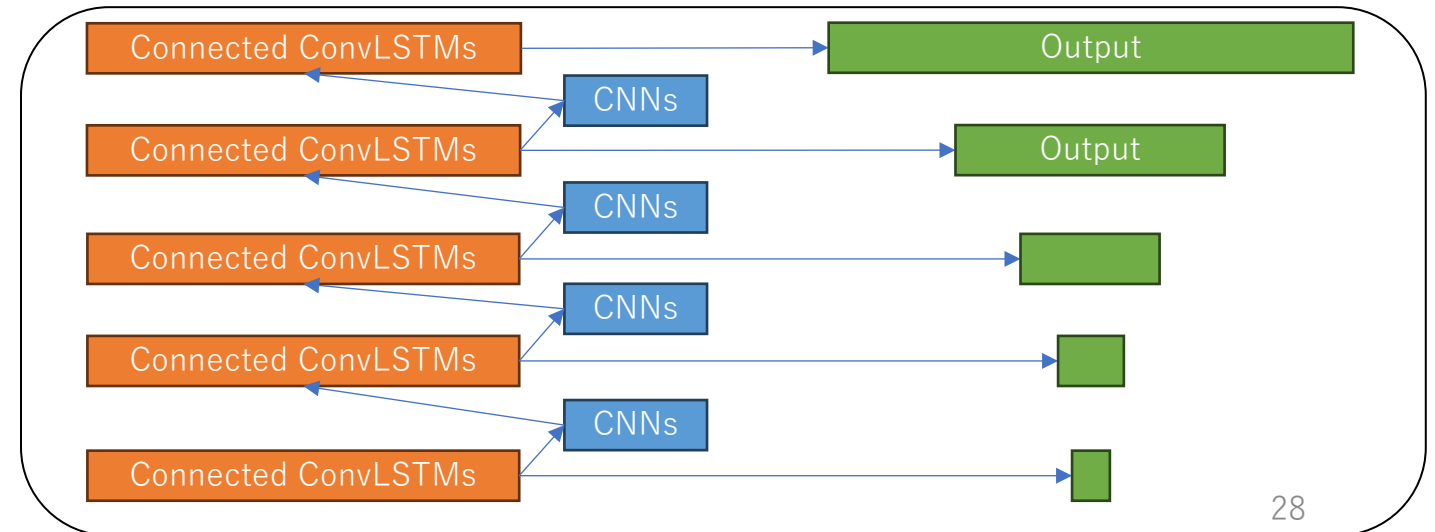 Connected ConvLSTMs
Output
CNNs
Connected ConvLSTMs
Output
CNNs
Connected ConvLSTMs
CNNs
Connected ConvLSTMs
CNNs
Connected ConvLSTMs
28